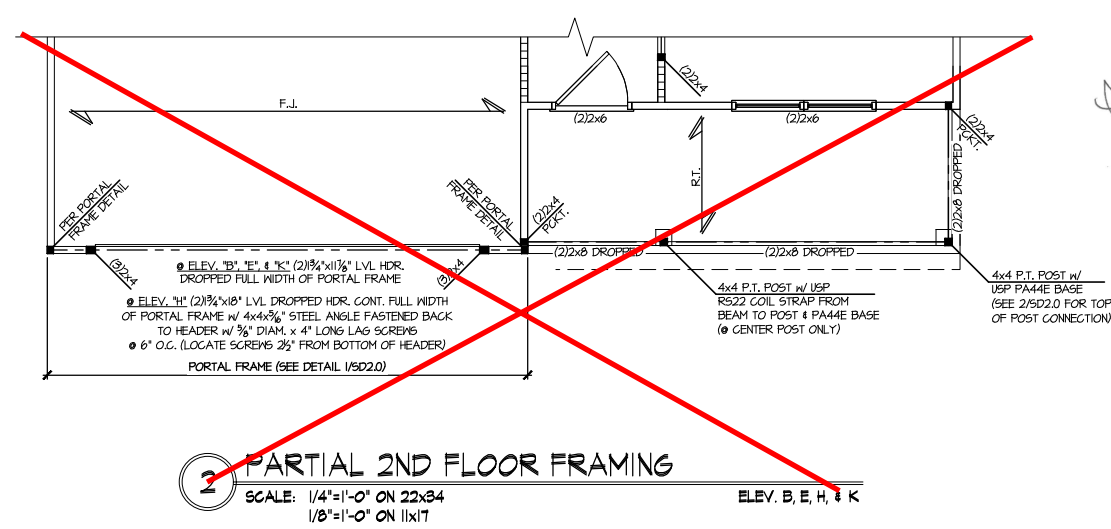 F.J.
(2)2x4
(2)2x6
(2)2x6
(2)2x4
PCKT.
R.T.
(2)2x8 DROPPED
PER PORTAL
FRAME DETAIL
PER PORTAL
FRAME DETAIL
(2)2x4
PCKT.
(3)2x4
(3)2x4
(2)2x8 DROPPED
(2)2x8 DROPPED
@ ELEV. "B", "E", & "K" (2)1¾"x11⅞" LVL HDR.
DROPPED FULL WIDTH OF PORTAL FRAME
@ ELEV. "H" (2)1¾"x18" LVL DROPPED HDR. CONT. FULL WIDTH
OF PORTAL FRAME W/ 4x4x5⁄16" STEEL ANGLE FASTENED BACK
TO HEADER W/ ⅝" DIAM. x 4" LONG LAG SCREWS
@ 6" O.C. (LOCATE SCREWS 2½" FROM BOTTOM OF HEADER)
PORTAL FRAME (SEE DETAIL 1/SD2.0)
4x4 P.T. POST W/ USP
RS22 COIL STRAP FROM
BEAM TO POST & PA44E BASE
(@ CENTER POST ONLY)
4x4 P.T. POST W/
USP PA44E BASE
(SEE 2/SD2.0 FOR TOP
OF POST CONNECTION)
2
PARTIAL 2ND FLOOR FRAMING
SCALE: 1/4"=1'-0" ON 22x34
1/8"=1'-0" ON 11x17
ELEV. B, E, H, & K